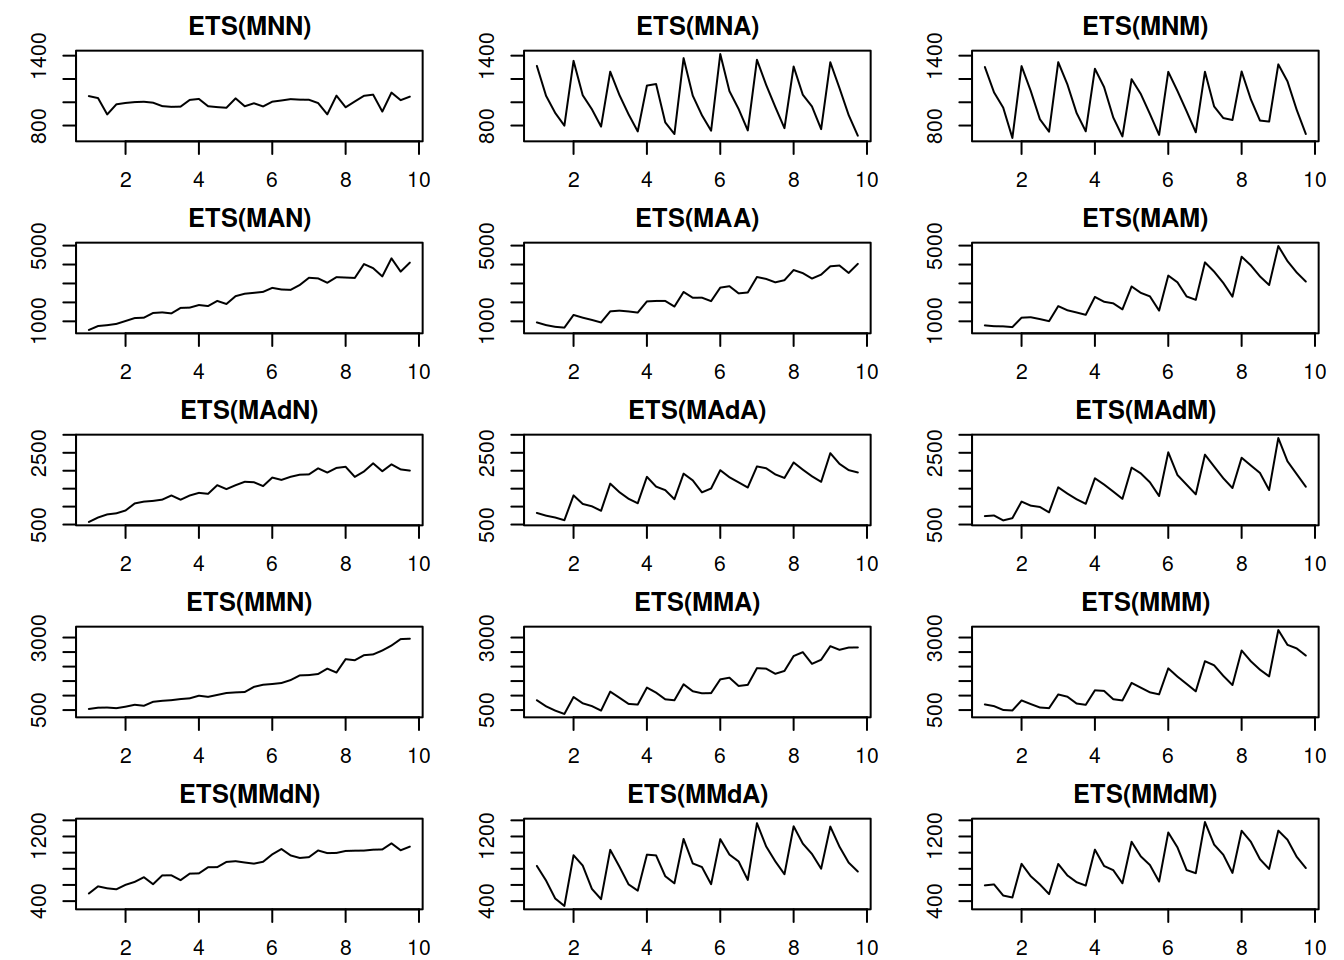 ETS(MNN) ETS(MNA) ETS(MNM)
800 1400 800 1400 800 1400
2 4 6 8 10 2 4 6 8 10 2 4 6 8 10
ETS(MAN) ETS(MAA) ETS(MAM)
1000 5000 1000 5000 1000 5000
2 4 6 8 10 2 4 6 8 10 2 4 6 8 10
ETS(MAdN) ETS(MAdA) ETS(MAdM)
500 2500 500 2500 500 2500
2 4 6 8 10 2 4 6 8 10 2 4 6 8 10
ETS(MMN) ETS(MMA) ETS(MMM)
500 3000 500 3000 500 3000
2 4 6 8 10 2 4 6 8 10 2 4 6 8 10
ETS(MMdN) ETS(MMdA) ETS(MMdM)
400 1200 400 1200 400 1200
2 4 6 8 10 2 4 6 8 10 2 4 6 8 10